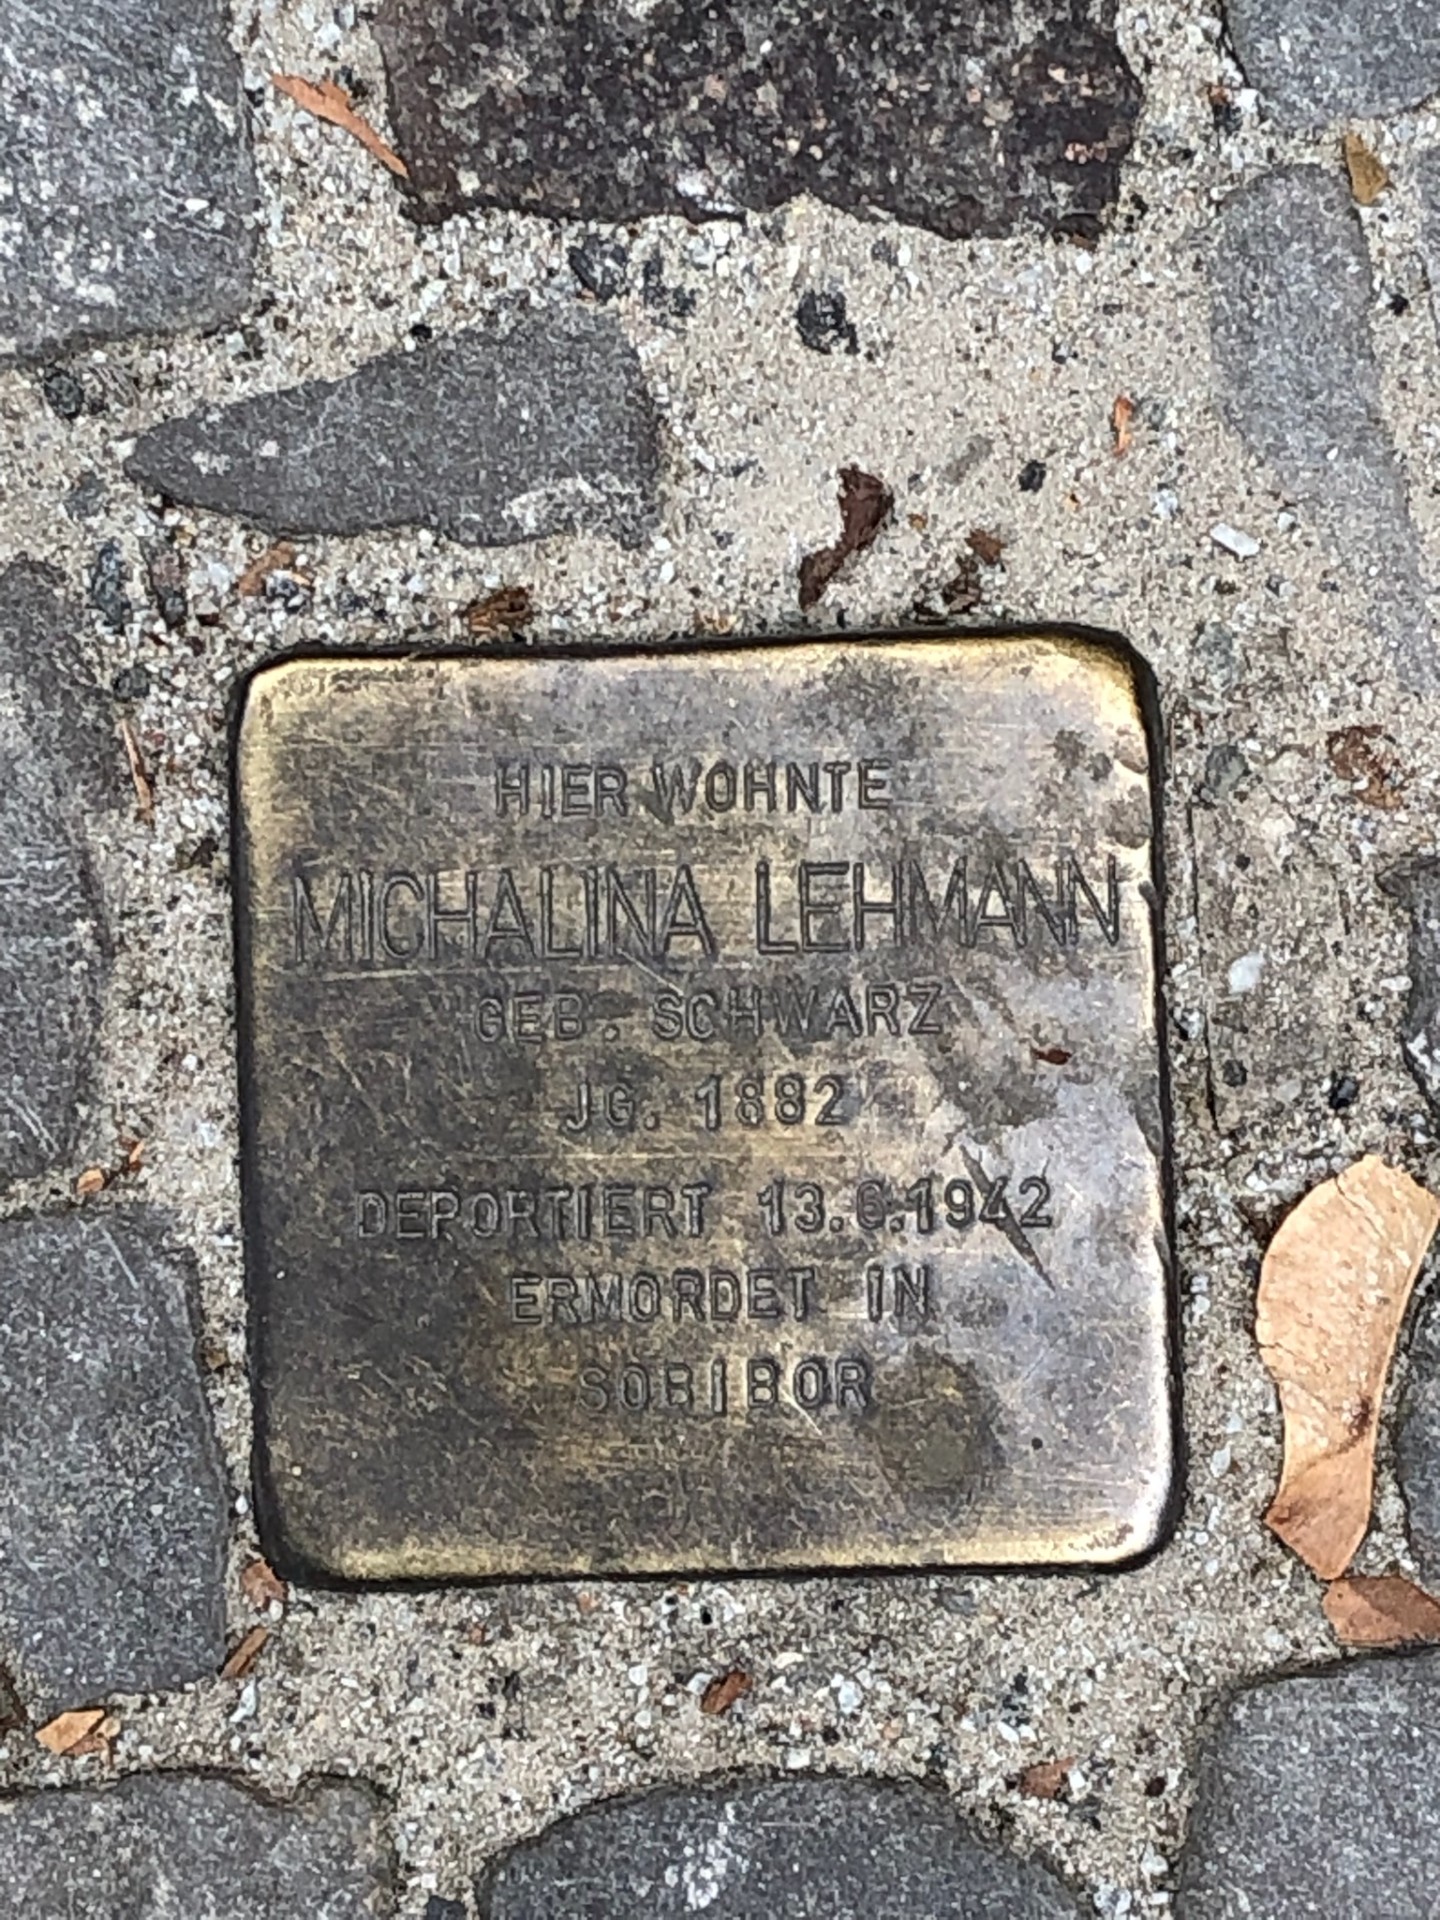 HIER WOHNTE
MICHALINA LEHMANN
GEB. SCHWARZ
JG. 1882
DEPORTIERT 13.6.1942
ERMORDET IN
SOBIBOR